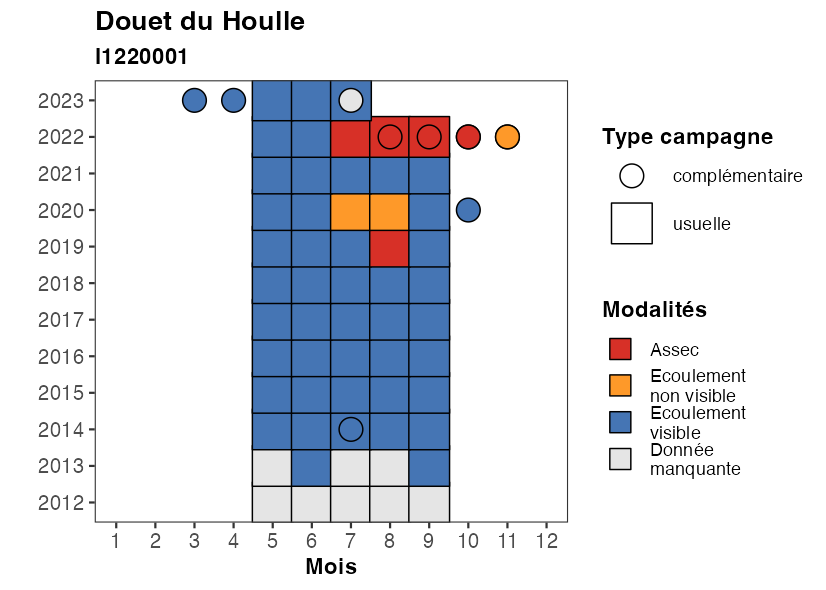 Douet du Houlle
I1220001
2023
2022
2021
2020
2019
2018
2017
2016
2015
2014
2013
2012
1 2 3 4 5 6 7 8 9 10 11 12
Mois
Type campagne
complémentaire
usuelle
Modalités
Assec
Ecoulement
non visible
Ecoulement
visible
Donnée
manquante